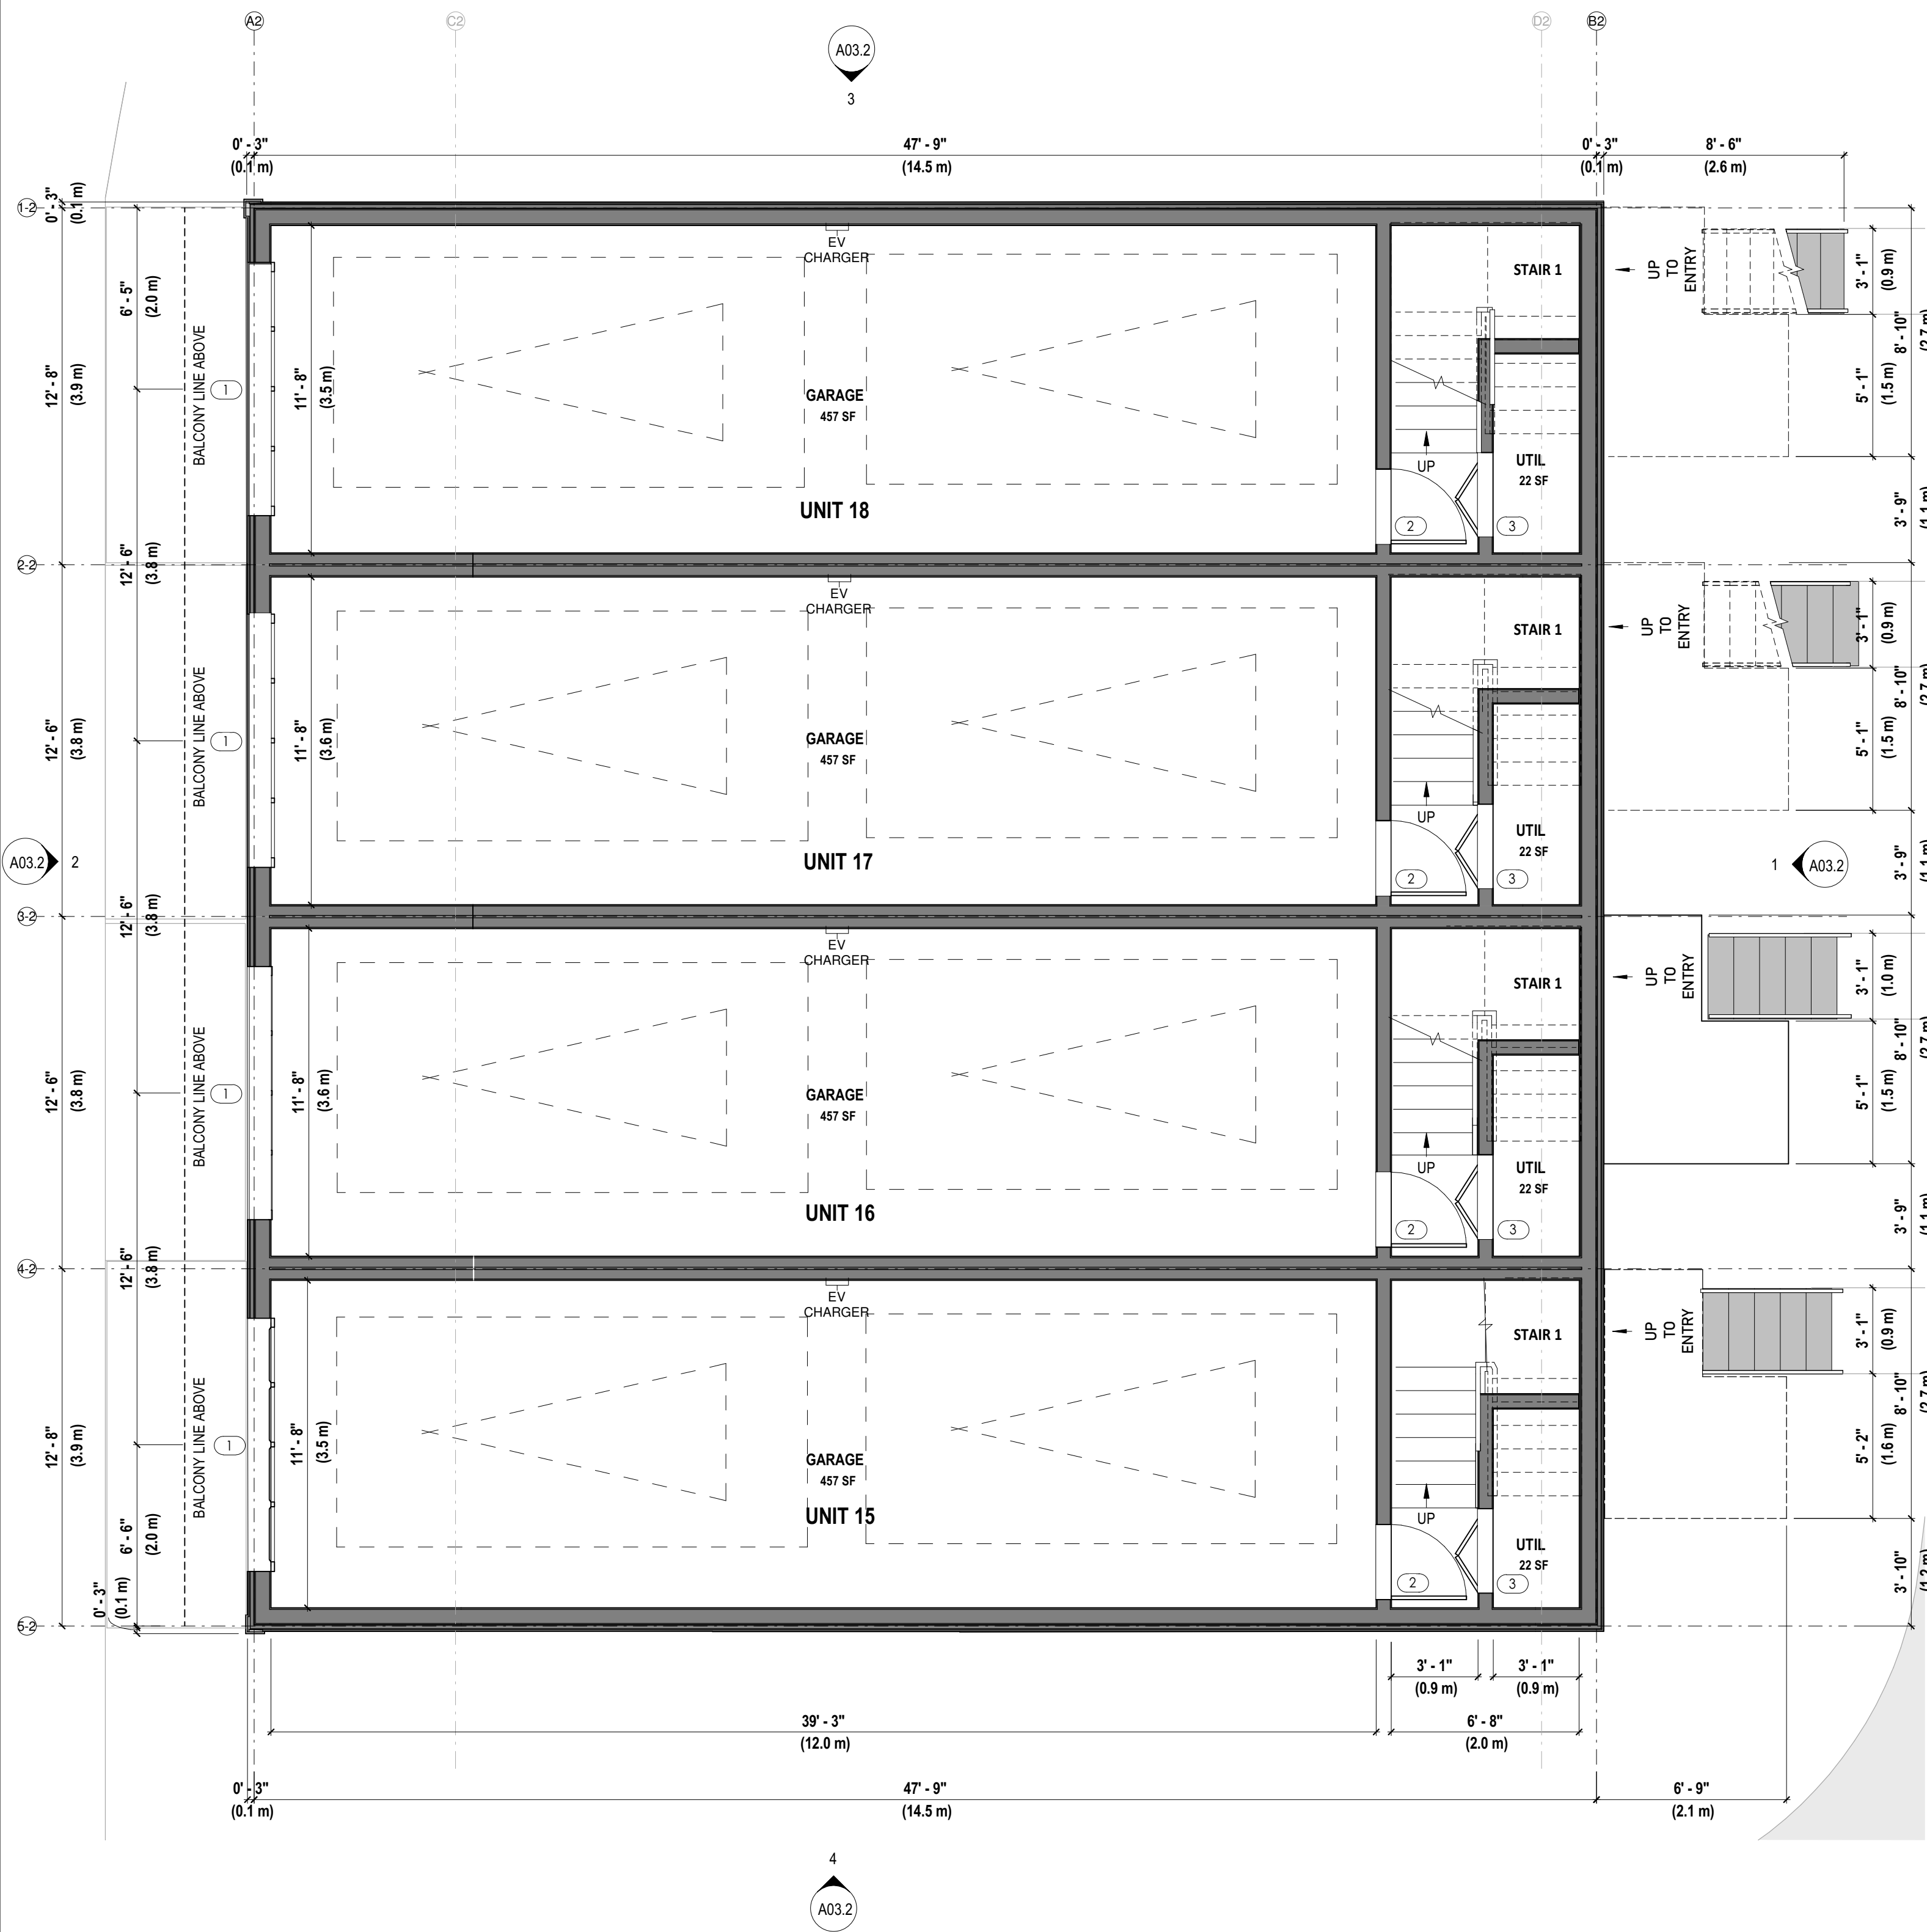 A2
C2
D2
B2
A03.2
3
0' - 3"
(0.1 m)
47' - 9"
(14.5 m)
0' - 3"
(0.1 m)
8' - 6"
(2.6 m)
1-2
0' - 3"
(0.1 m)
6' - 5"
(2.0 m)
12' - 8"
(3.9 m)
BALCONY LINE ABOVE
1
11' - 8"
(3.5 m)
EV
CHARGER
GARAGE
457 SF
UNIT 18
STAIR 1
UP
UTIL
22 SF
2
3
UP
TO
ENTRY
3' - 1"
(0.9 m)
8' - 10"
5' - 1"
(1.5 m)
3' - 9"
2-2
12' - 6"
(3.8 m)
12' - 6"
(3.8 m)
BALCONY LINE ABOVE
1
11' - 8"
(3.6 m)
EV
CHARGER
GARAGE
457 SF
UNIT 17
STAIR 1
UP
UTIL
22 SF
2
3
UP
TO
ENTRY
3' - 1"
(0.9 m)
8' - 10"
5' - 1"
(1.5 m)
3' - 9"
A03.2
2
1
A03.2
3-2
12' - 6"
(3.8 m)
12' - 6"
(3.8 m)
BALCONY LINE ABOVE
1
11' - 8"
(3.6 m)
EV
CHARGER
GARAGE
457 SF
UNIT 16
STAIR 1
UP
UTIL
22 SF
2
3
UP
TO
ENTRY
3' - 1"
(1.0 m)
8' - 10"
5' - 1"
(1.5 m)
3' - 9"
4-2
12' - 6"
(3.8 m)
12' - 8"
(3.9 m)
BALCONY LINE ABOVE
1
11' - 8"
(3.5 m)
EV
CHARGER
GARAGE
457 SF
UNIT 15
STAIR 1
UP
UTIL
22 SF
2
3
UP
TO
ENTRY
3' - 1"
(0.9 m)
8' - 10"
5' - 2"
(1.6 m)
3' - 10"
6' - 6"
(2.0 m)
0' - 3"
(0.1 m)
5-2
3' - 1"
(0.9 m)
3' - 1"
(0.9 m)
39' - 3"
(12.0 m)
6' - 8"
(2.0 m)
0' - 3"
(0.1 m)
47' - 9"
(14.5 m)
6' - 9"
(2.1 m)
4
A03.2